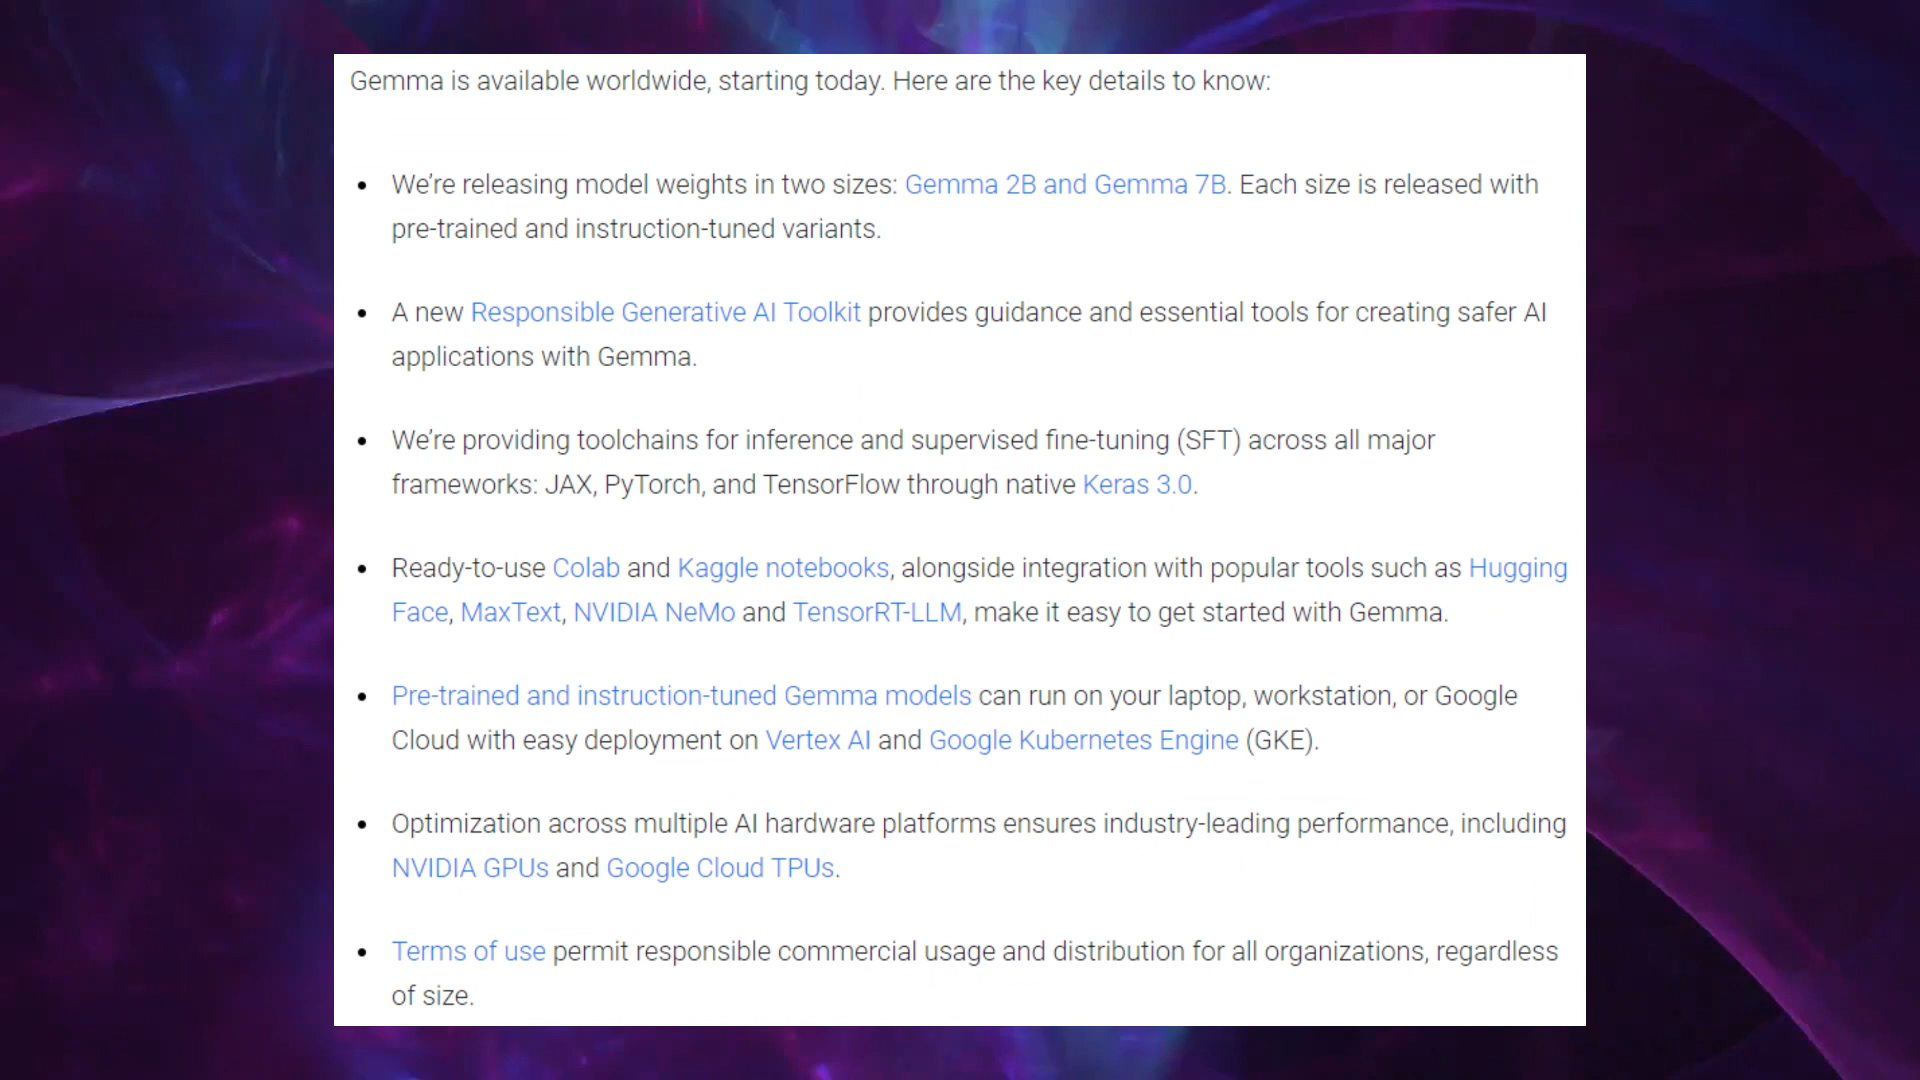 Gemma is available worldwide, starting today. Here are the key details to know:
• We’re releasing model weights in two sizes: Gemma 2B and Gemma 7B. Each size is released with
pre-trained and instruction-tuned variants.
• A new Responsible Generative AI Toolkit provides guidance and essential tools for creating safer AI
applications with Gemma.
• We’re providing toolchains for inference and supervised fine-tuning (SFT) across all major
frameworks: JAX, PyTorch, and TensorFlow through native Keras 3.0.
• Ready-to-use Colab and Kaggle notebooks, alongside integration with popular tools such as Hugging
Face, MaxText, NVIDIA NeMo and TensorRT-LLM, make it easy to get started with Gemma.
• Pre-trained and instruction-tuned Gemma models can run on your laptop, workstation, or Google
Cloud with easy deployment on Vertex AI and Google Kubernetes Engine (GKE).
• Optimization across multiple AI hardware platforms ensures industry-leading performance, including
NVIDIA GPUs and Google Cloud TPUs.
• Terms of use permit responsible commercial usage and distribution for all organizations, regardless
of size.